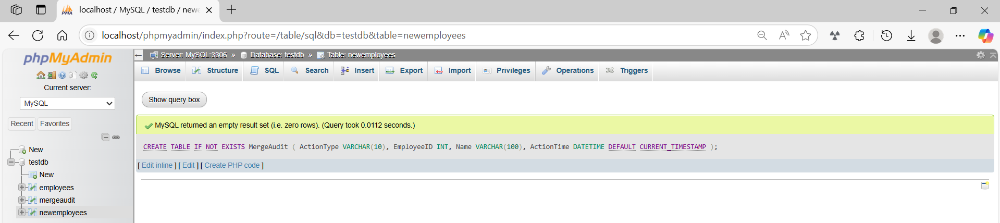 localhost / MySQL / testdb / newe
localhost/phpmyadmin/index.php?route=/table/sql&db=testdb&table=newemployees
phpMyAdmin
Current server:
MySQL
Recent Favorites
New
testdb
New
employees
mergeaudit
newemployees
Server: MySQL:3306 » Database: testdb » Table: newemployees
Browse Structure SQL Search Insert Export Import Privileges Operations Triggers
Show query box
MySQL returned an empty result set (i.e. zero rows). (Query took 0.0112 seconds.)
CREATE TABLE IF NOT EXISTS MergeAudit ( ActionType VARCHAR(10), EmployeeID INT, Name VARCHAR(100), ActionTime DATETIME DEFAULT CURRENT_TIMESTAMP );
[ Edit inline ] [ Edit ] [ Create PHP code ]